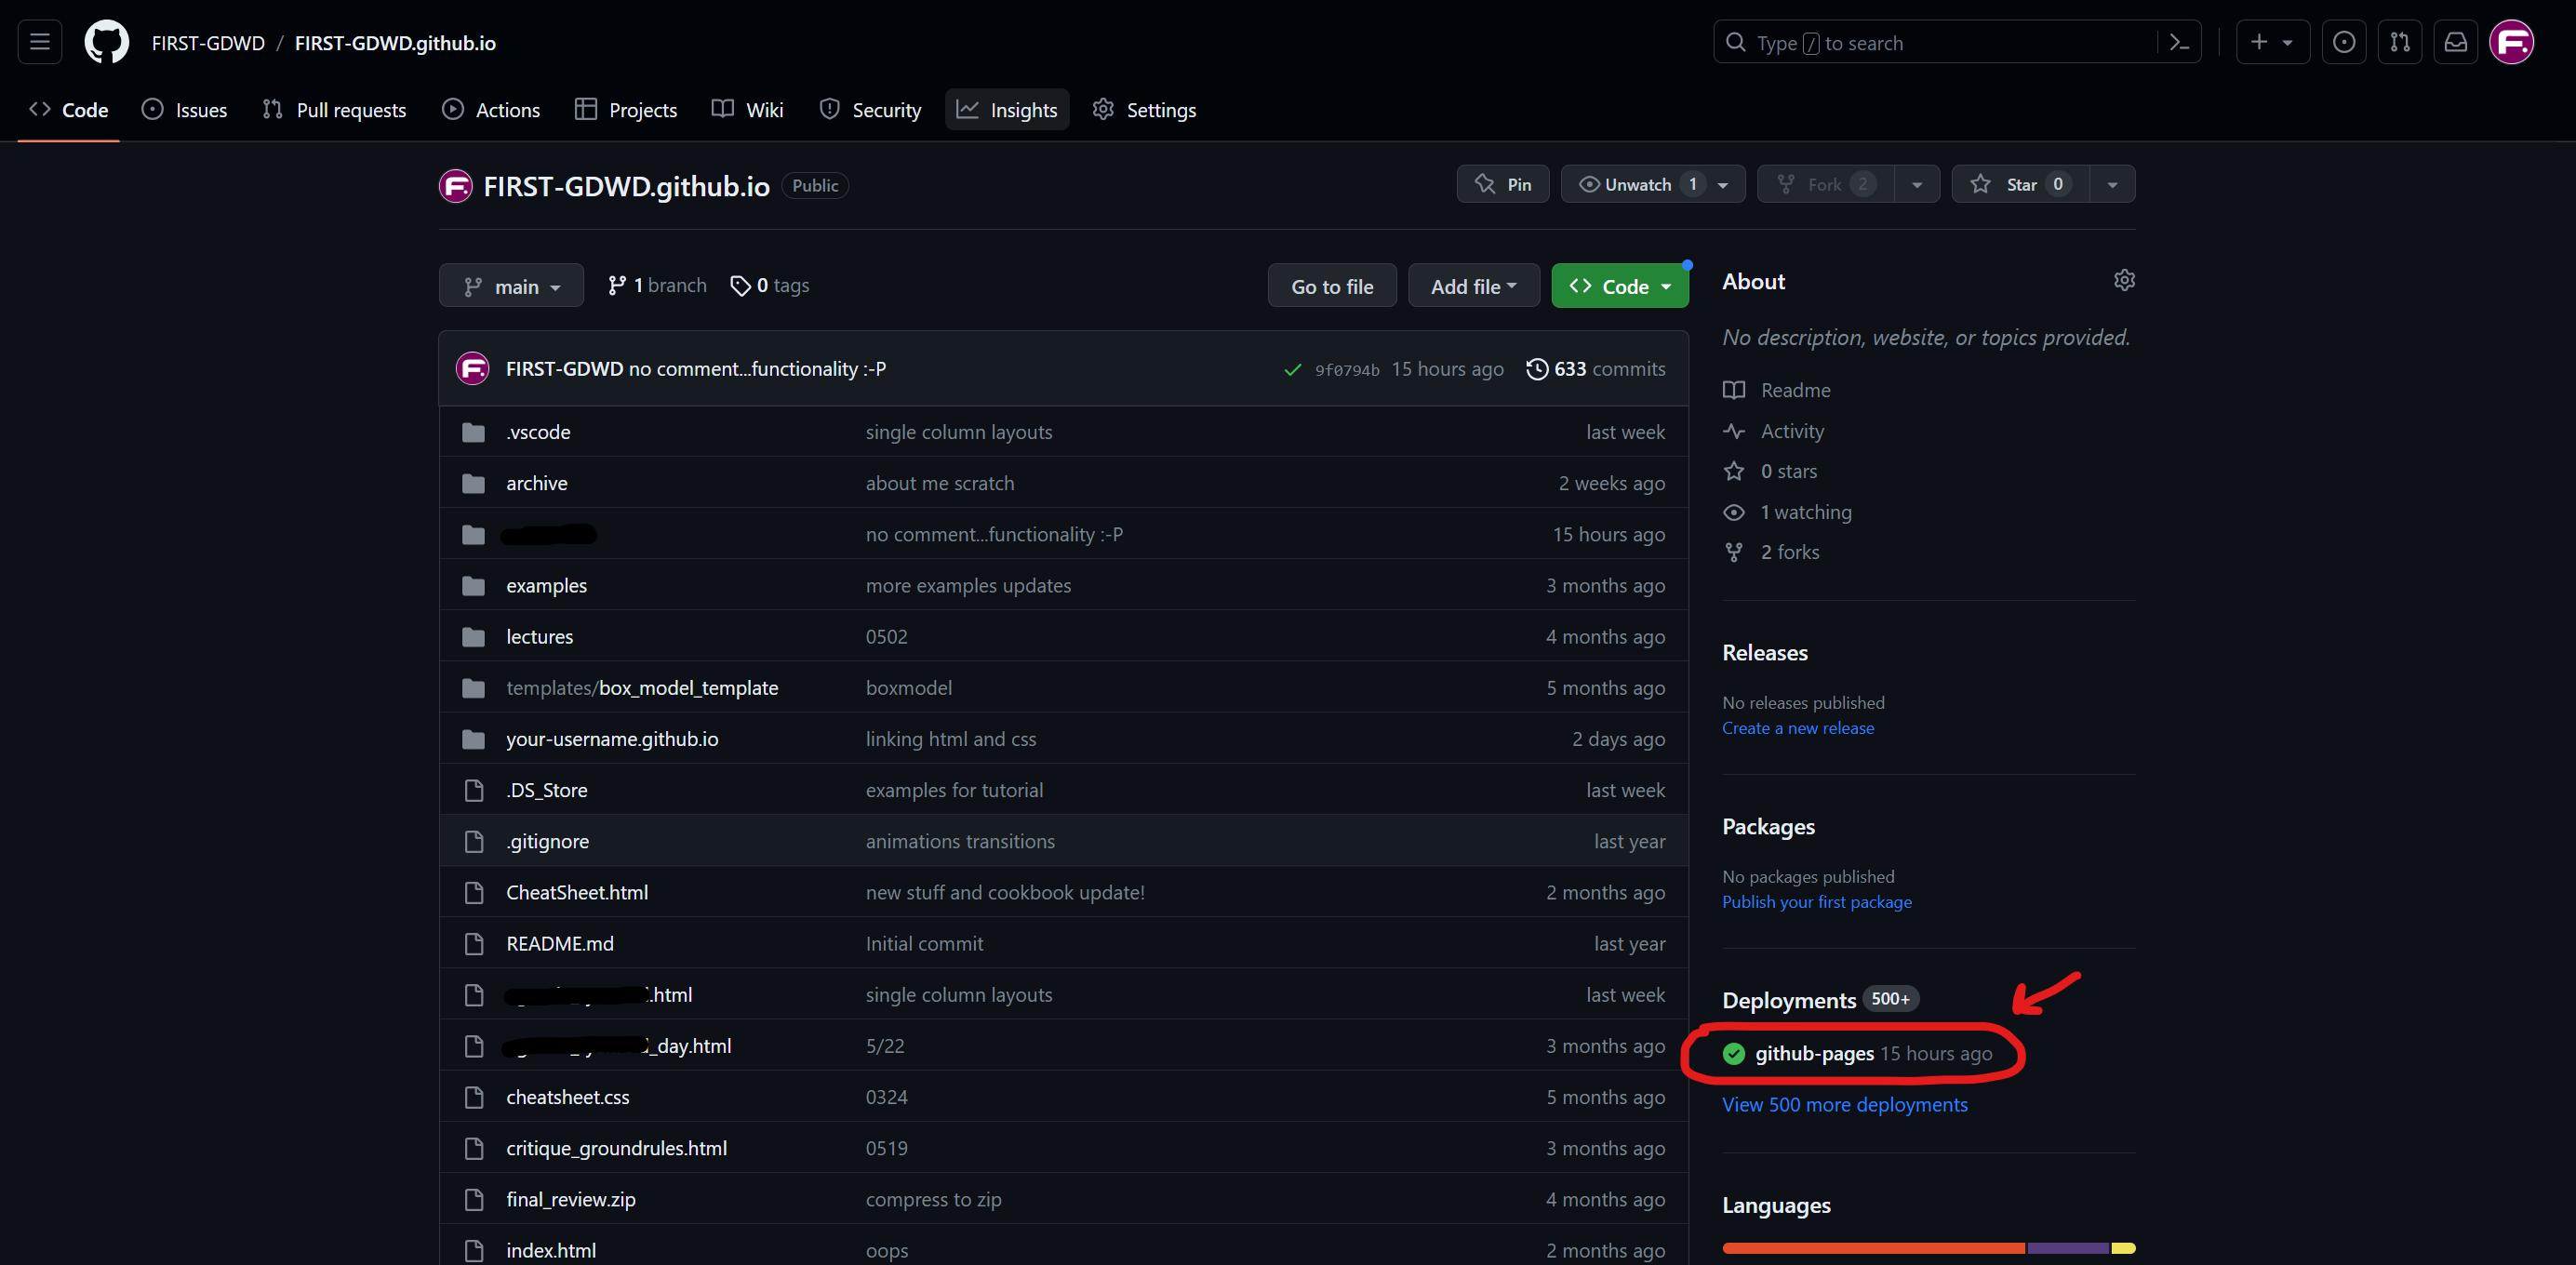 FIRST-GDWD / FIRST-GDWD.github.io
Type / to search
Code Issues Pull requests Actions Projects Wiki Security Insights Settings
FIRST-GDWD.github.io Public
Pin Unwatch 1 Fork 2 Star 0
main 1 branch 0 tags
Go to file Add file Code
FIRST-GDWD no comment...functionality :-P 9f0794b 15 hours ago 633 commits
.vscode single column layouts last week
archive about me scratch 2 weeks ago
no comment...functionality :-P 15 hours ago
examples more examples updates 3 months ago
lectures 0502 4 months ago
templates/box_model_template boxmodel 5 months ago
your-username.github.io linking html and css 2 days ago
.DS_Store examples for tutorial last week
.gitignore animations transitions last year
CheatSheet.html new stuff and cookbook update! 2 months ago
README.md Initial commit last year
.html single column layouts last week
_day.html 5/22 3 months ago
cheatsheet.css 0324 5 months ago
critique_groundrules.html 0519 3 months ago
final_review.zip compress to zip 4 months ago
index.html oops 2 months ago
About
No description, website, or topics provided.
Readme
Activity
0 stars
1 watching
2 forks
Releases
No releases published
Create a new release
Packages
No packages published
Publish your first package
Deployments 500+
github-pages 15 hours ago
View 500 more deployments
Languages